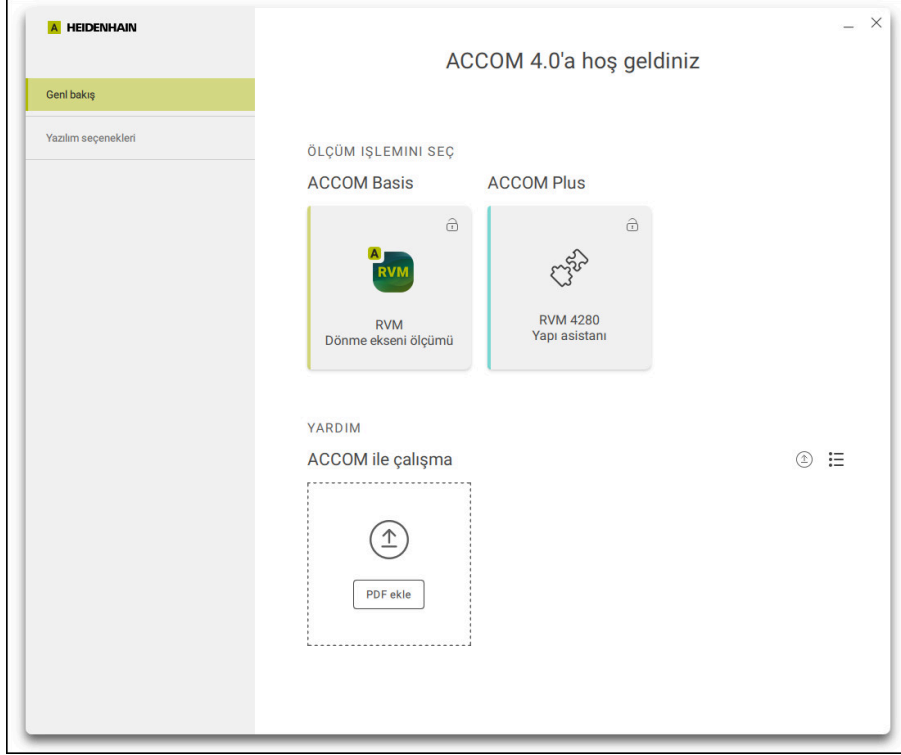 A HEIDENHAIN
ACCOM 4.0'a hoş geldiniz
Genl bakış
Yazılım seçenekleri
ÖLÇÜM IŞLEMINI SEÇ
ACCOM Basis
ACCOM Plus
A
RVM
RVM
Dönme ekseni ölçümü
RVM 4280
Yapı asistanı
YARDIM
ACCOM ile çalışma
PDF ekle